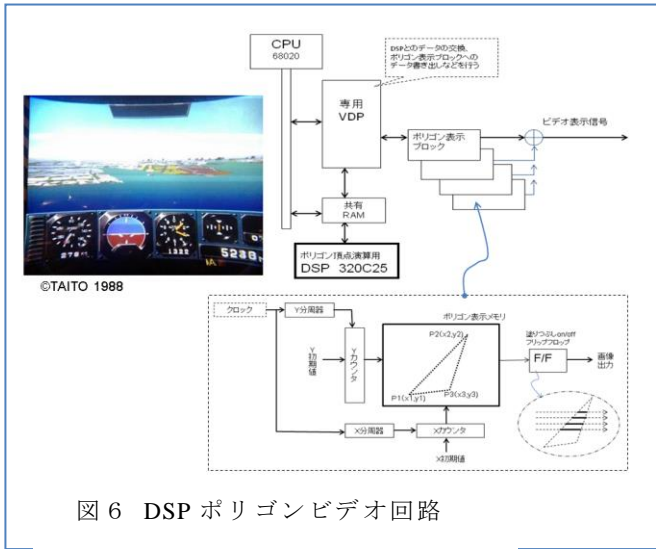 CPU
68020
DSPとのデータの交換、
ポリゴン表示ブロックへの
データ書き出しなどを行う
専用
VDP
ポリゴン表示
ブロック
ビデオ表示信号
共有
RAM
ポリゴン頂点演算用
DSP 320C25
©TAITO 1988
クロック
Y分周器
Y初期値
Yカウンタ
ポリゴン表示メモリ
P2(x2,y2)
P1(x1,y1)
P3(x3,y3)
塗りつぶしon/off
フリップフロップ
F/F
画像
出力
X分周器
Xカウンタ
X初期値
図６ DSP ポリゴンビデオ回路